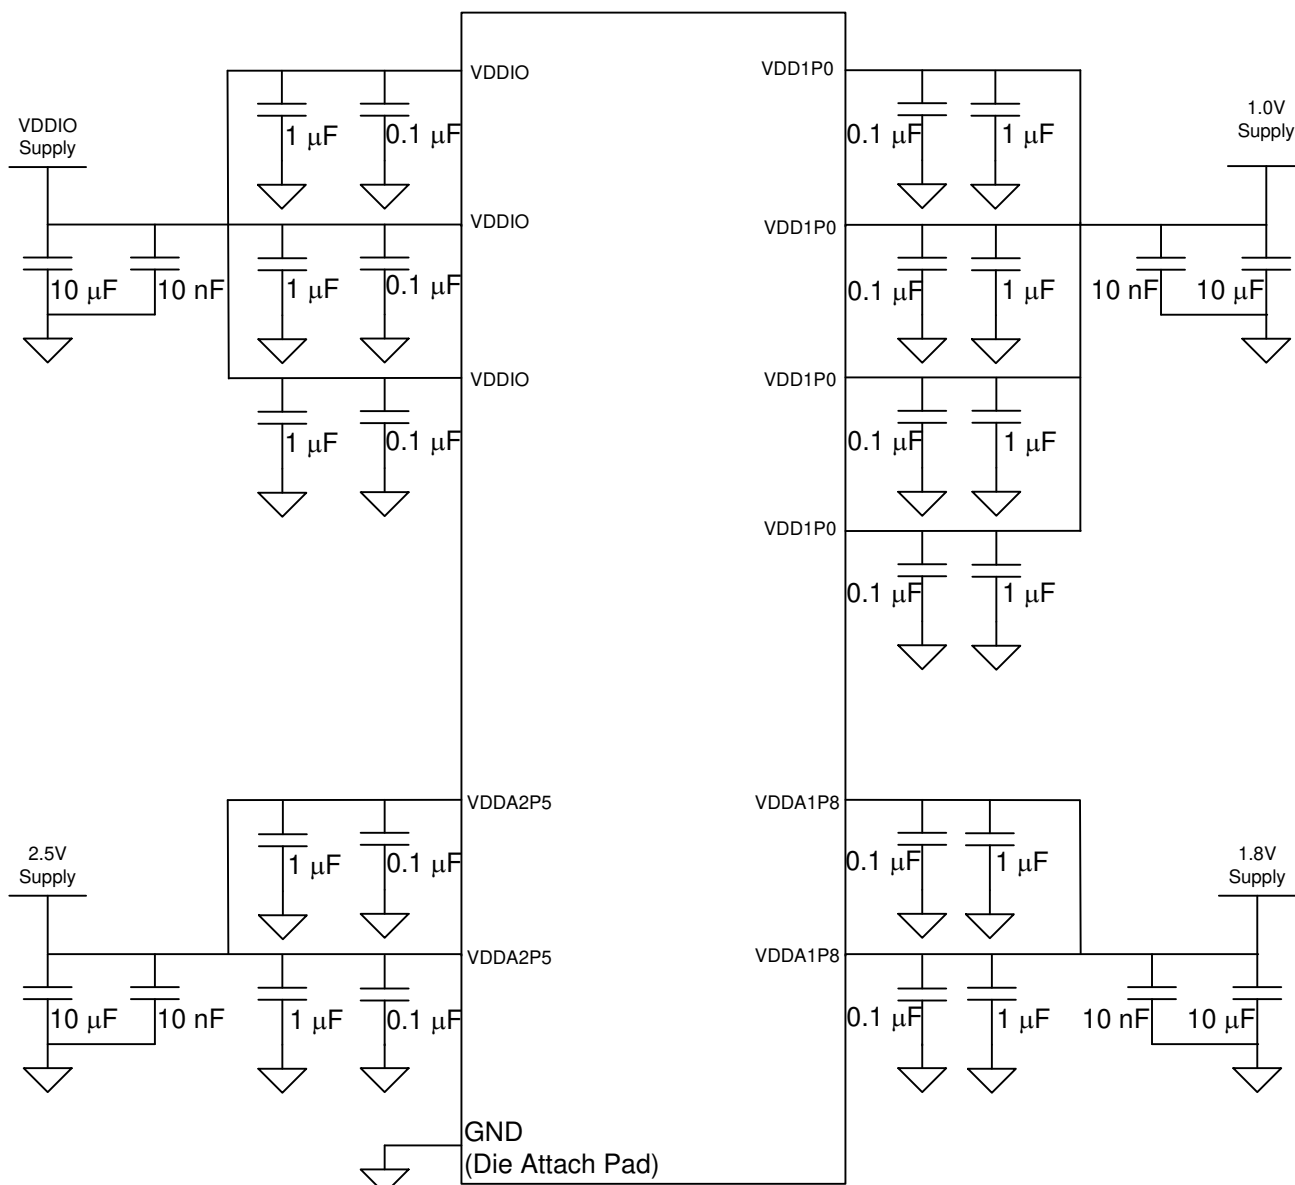 VDDIO
VDD1P0
VDDIO
Supply
1 µF
0.1 µF
0.1 µF
1 µF
1.0V
Supply
VDDIO
VDD1P0
10 µF
10 nF
1 µF
0.1 µF
0.1 µF
1 µF
10 nF
10 µF
VDDIO
VDD1P0
1 µF
0.1 µF
0.1 µF
1 µF
VDD1P0
0.1 µF
1 µF
VDDA2P5
VDDA1P8
2.5V
Supply
1 µF
0.1 µF
0.1 µF
1 µF
1.8V
Supply
VDDA2P5
VDDA1P8
10 µF
10 nF
1 µF
0.1 µF
0.1 µF
1 µF
10 nF
10 µF
GND
(Die Attach Pad)